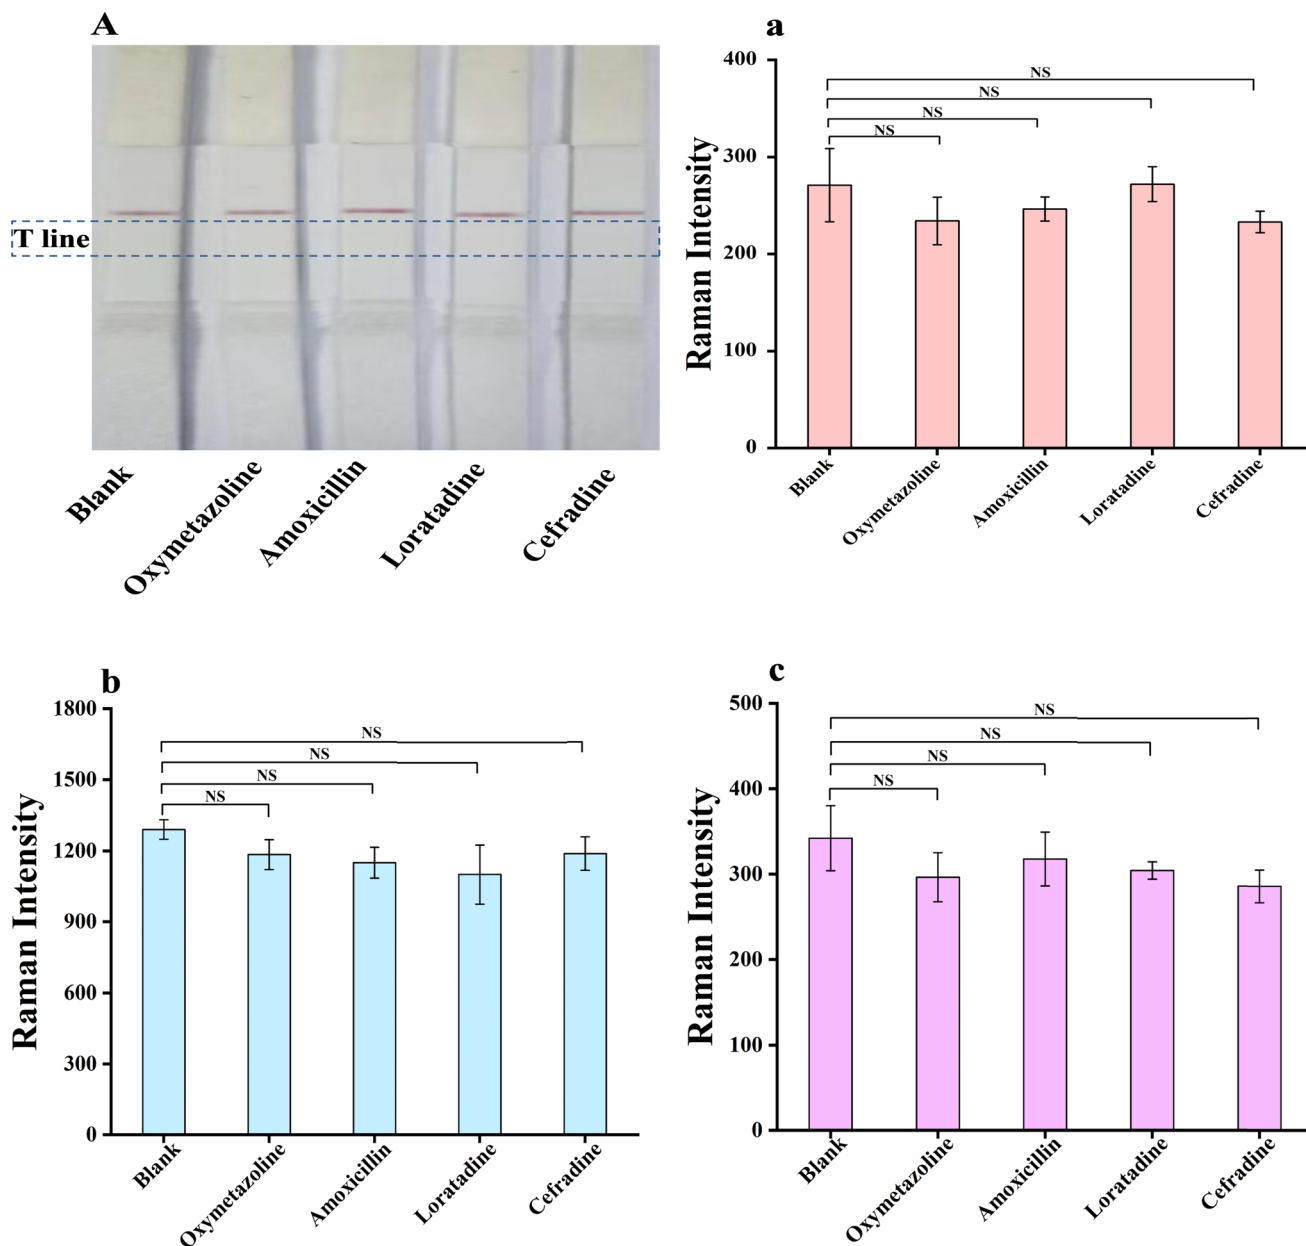 A
T line
Blank
Oxymetazoline
Amoxicillin
Loratadine
Cefradine
a
Raman Intensity
400
300
200
100
0
NS
NS
NS
NS
Blank
Oxymetazoline
Amoxicillin
Loratadine
Cefradine
b
Raman Intensity
1800
1500
1200
900
600
300
0
NS
NS
NS
NS
Blank
Oxymetazoline
Amoxicillin
Loratadine
Cefradine
c
Raman Intensity
500
400
300
200
100
0
NS
NS
NS
NS
Blank
Oxymetazoline
Amoxicillin
Loratadine
Cefradine